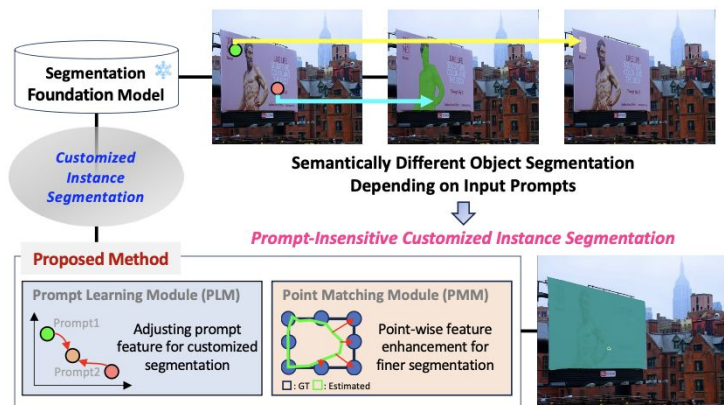 Segmentation
Foundation Model
Customized
Instance
Segmentation
Semantically Different Object Segmentation
Depending on Input Prompts
Prompt-Insensitive Customized Instance Segmentation
Proposed Method
Prompt Learning Module (PLM)
Prompt1
Prompt2
Adjusting prompt
feature for customized
segmentation
Point Matching Module (PMM)
Point-wise feature
enhancement for
finer segmentation
: GT : Estimated